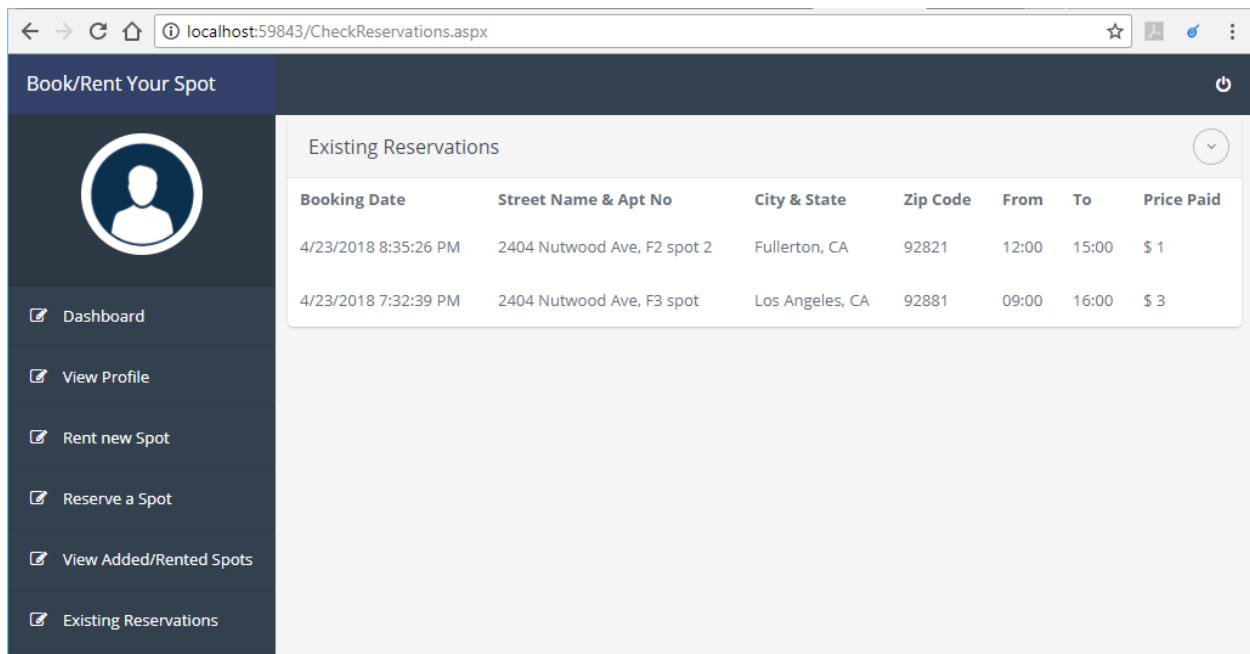 localhost:59843/CheckReservations.aspx
Book/Rent Your Spot
Existing Reservations
Booking Date Street Name & Apt No City & State Zip Code From To Price Paid
4/23/2018 8:35:26 PM 2404 Nutwood Ave, F2 spot 2 Fullerton, CA 92821 12:00 15:00 $ 1
4/23/2018 7:32:39 PM 2404 Nutwood Ave, F3 spot Los Angeles, CA 92881 09:00 16:00 $ 3
Dashboard
View Profile
Rent new Spot
Reserve a Spot
View Added/Rented Spots
Existing Reservations